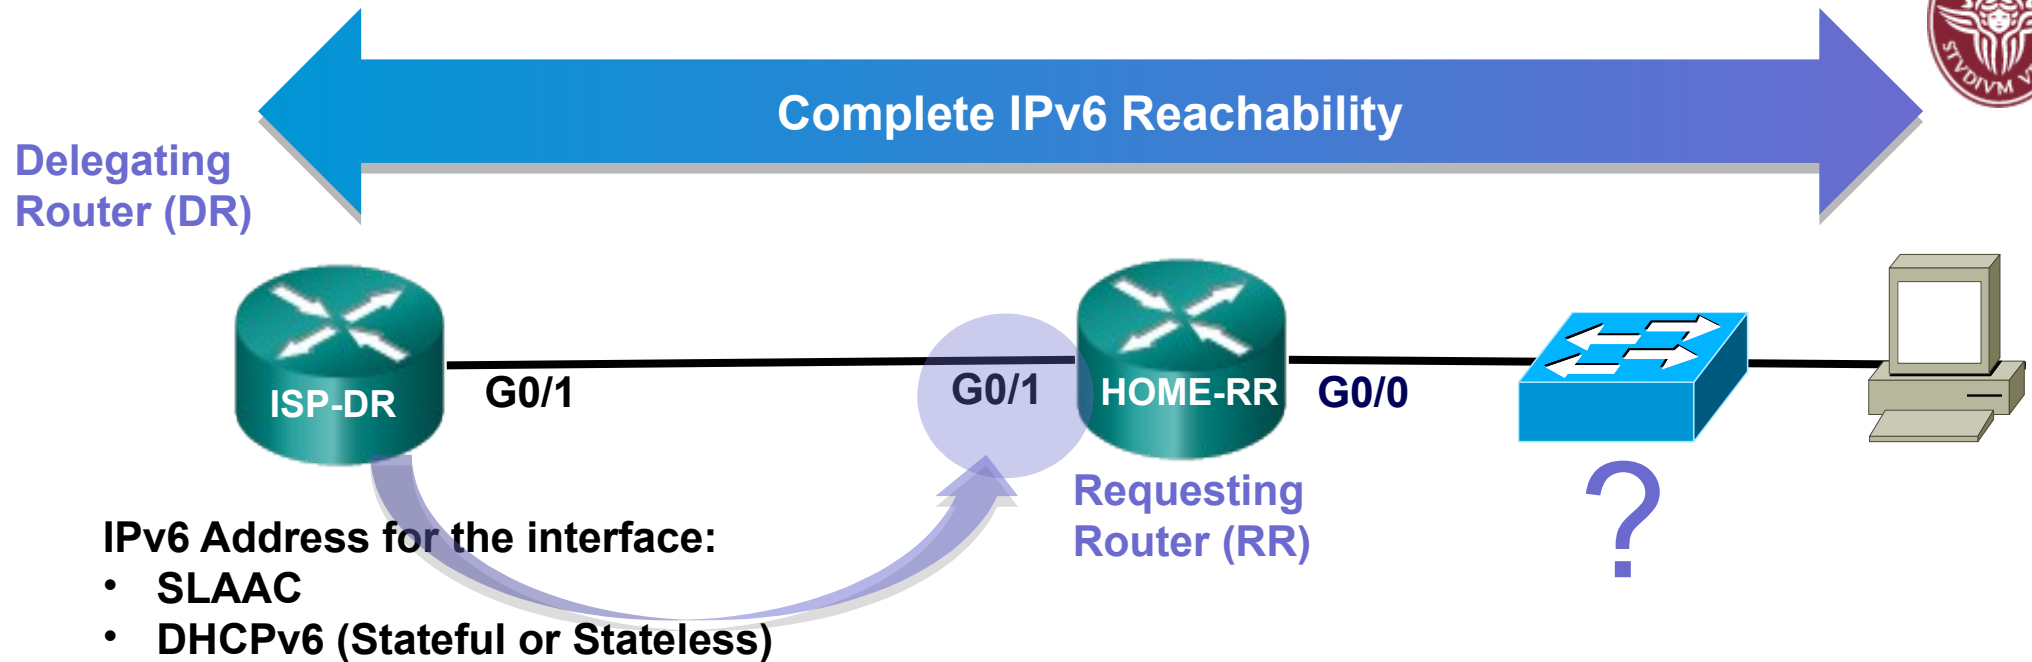 Complete IPv6 Reachability
STVDIVM
Delegating
Router (DR)
ISP-DR
G0/1
G0/1
HOME-RR
G0/0
Requesting
Router (RR)
?
IPv6 Address for the interface:
• SLAAC
• DHCPv6 (Stateful or Stateless)